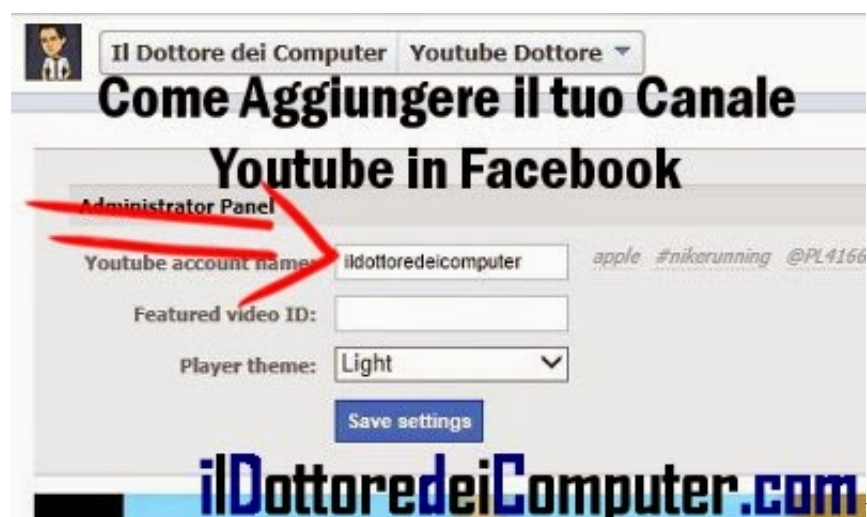 Il Dottore dei Computer Youtube Dottore
Come Aggiungere il tuo Canale
Youtube in Facebook
Administrator Panel
Youtube account name: ildottoredeicomputer apple #nikerunning @PL4166
Featured video ID:
Player theme: Light
Save settings
ilDottoredeiComputer.com